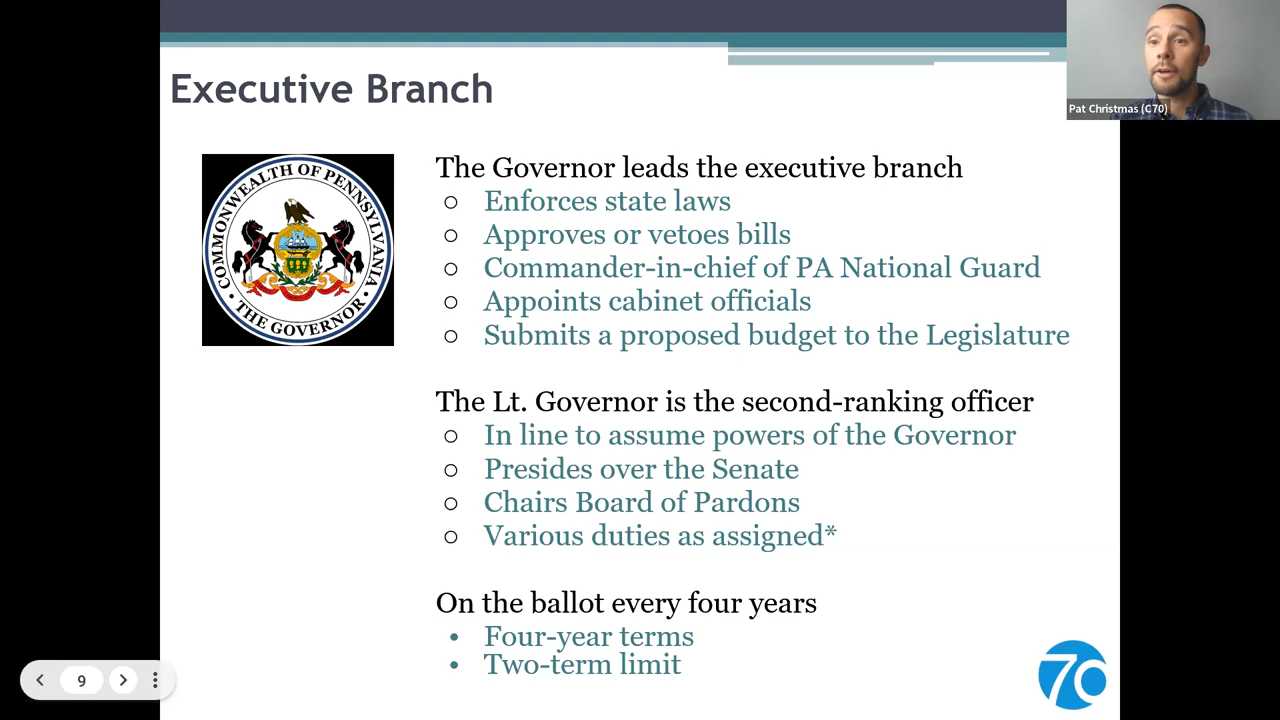 Executive Branch
Pat Christmas (C70)
COMMONWEALTH OF PENNSYLVANIA
• THE GOVERNOR •
The Governor leads the executive branch
○ Enforces state laws
○ Approves or vetoes bills
○ Commander-in-chief of PA National Guard
○ Appoints cabinet officials
○ Submits a proposed budget to the Legislature
The Lt. Governor is the second-ranking officer
○ In line to assume powers of the Governor
○ Presides over the Senate
○ Chairs Board of Pardons
○ Various duties as assigned*
On the ballot every four years
• Four-year terms
• Two-term limit
9
70